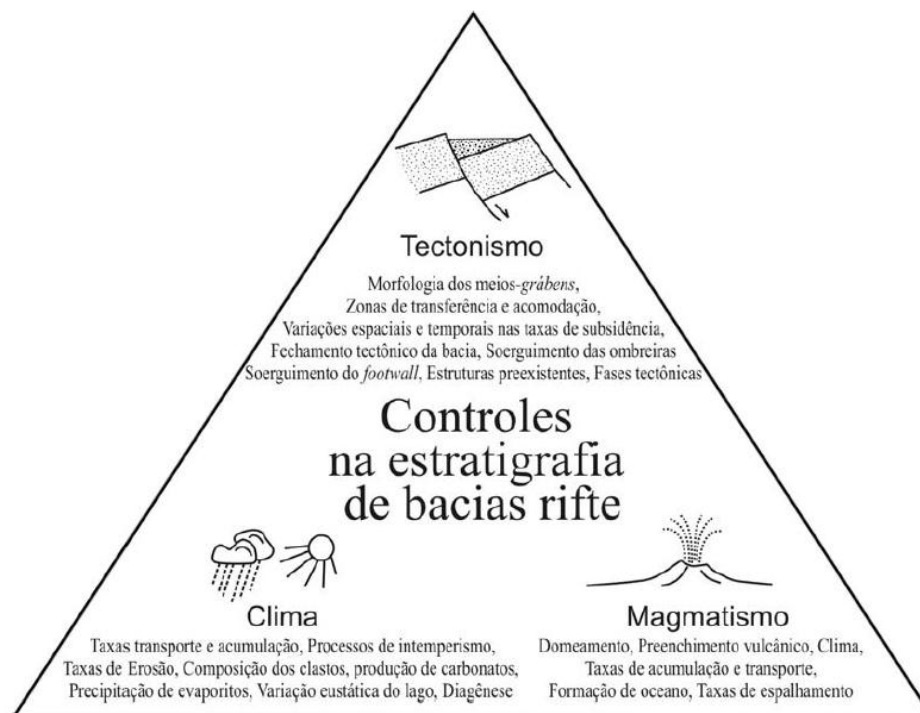 Tectonismo
Morfologia dos meios-grábens,
Zonas de transferência e acomodação,
Variações espaciais e temporais nas taxas de subsidência,
Fechamento tectônico da bacia, Soerguimento das ombreiras
Soerguimento do footwall, Estruturas preexistentes, Fases tectônicas
Controles
na estratigrafia
de bacias rifte
Clima
Taxas transporte e acumulação, Processos de intemperismo,
Taxas de Erosão, Composição dos clastos, produção de carbonatos,
Precipitação de evaporitos, Variação eustática do lago, Diagênese
Magmatismo
Domeamento, Preenchimento vulcânico, Clima,
Taxas de acumulação e transporte,
Formação de oceano, Taxas de espalhamento